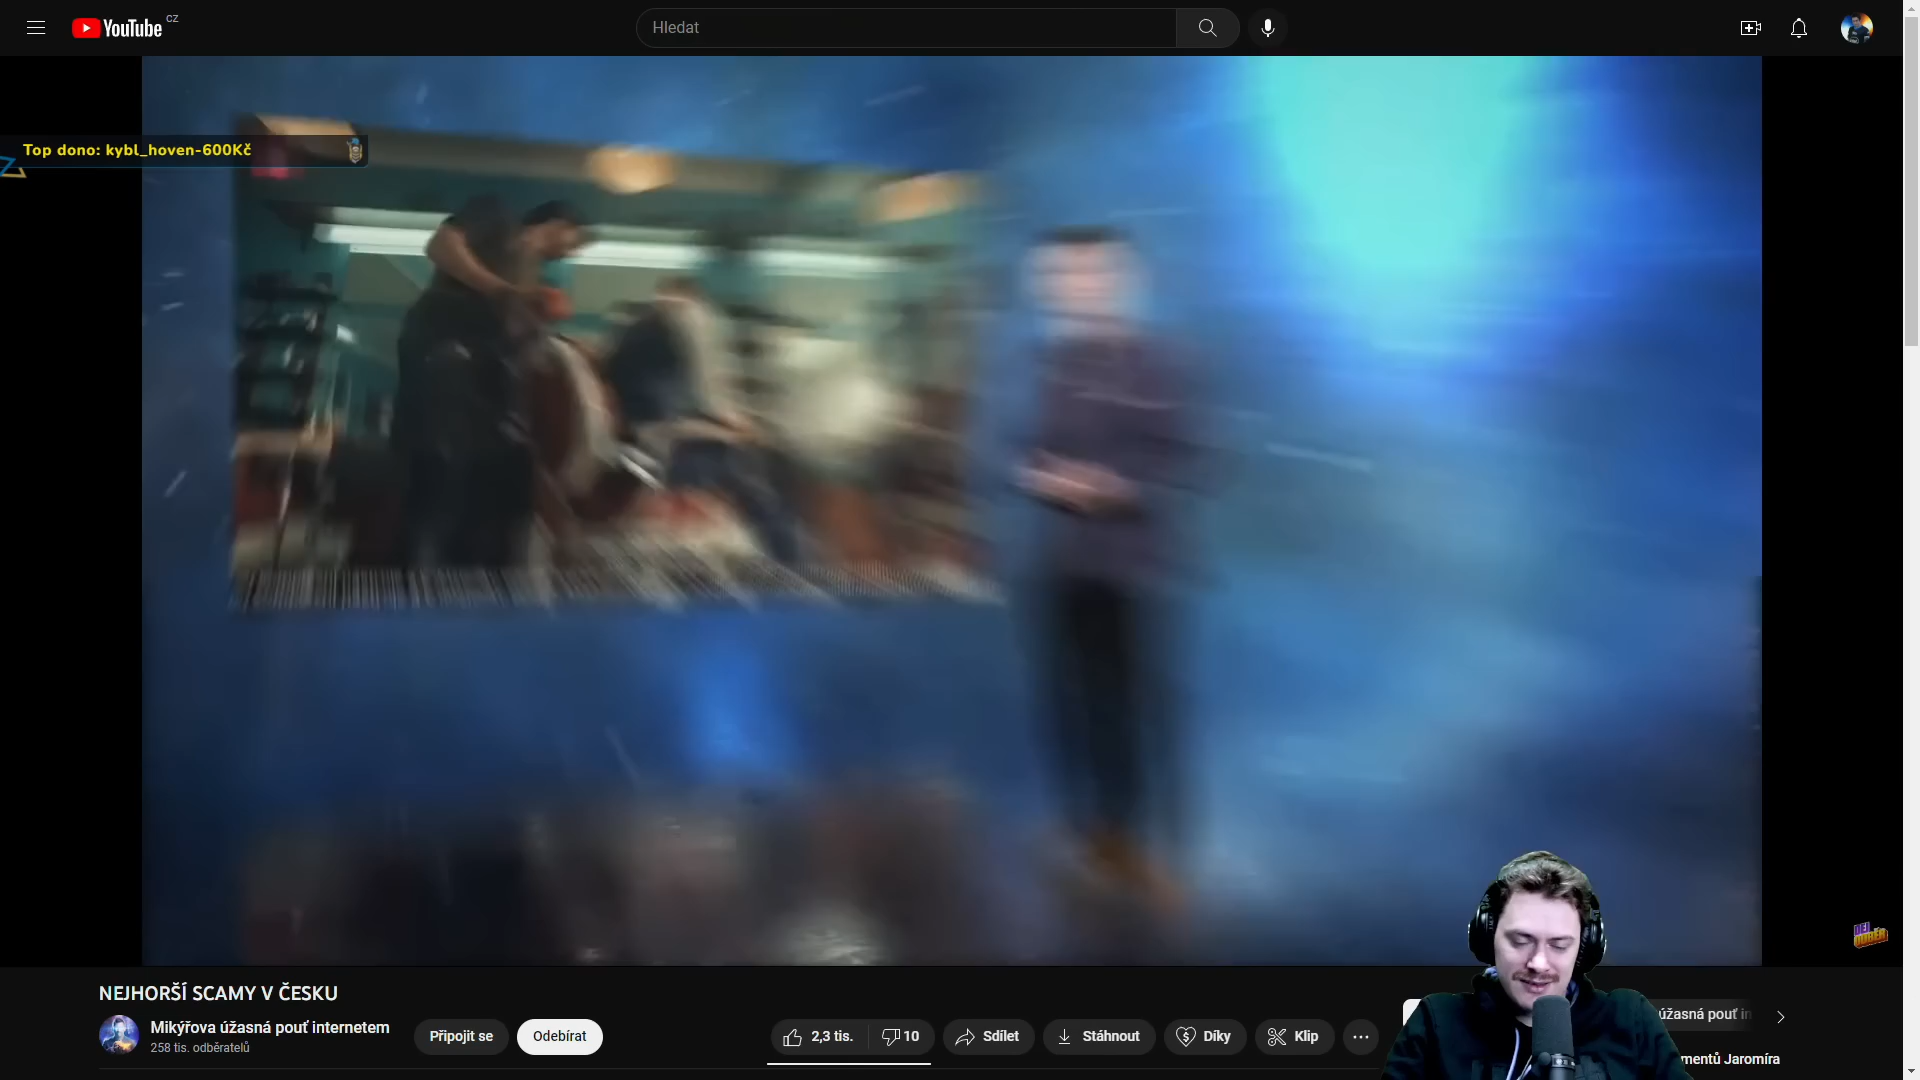 YouTube CZ
Hledat
Top dono: kybl_hoven-600Kč
NEJHORŠÍ SCAMY V ČESKU
Mikýřova úžasná pouť internetem
258 tis. odběratelů
Připojit se
Odebírat
2,3 tis.
10
Sdílet
Stáhnout
Díky
Klip
úžasná pouť in
mentů Jaromíra